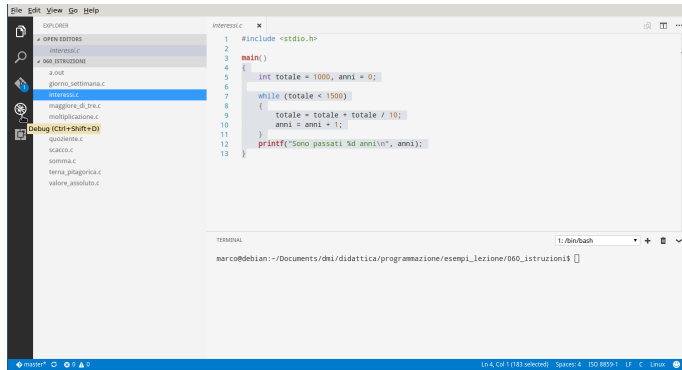 File Edit View Go Help
EXPLORER
OPEN EDITORS
interessi.c
060_ISTRUZIONI
a.out
giorno_settimana.c
interessi.c
maggiore_di_tre.c
moltiplicazione.c
Debug (Ctrl+Shift+D)
quoziente.c
scacco.c
somma.c
terna_pitagorica.c
valore_assoluto.c
1
interessi.c
1 #include <stdio.h>
2
3 main()
4 {
5 int totale = 1000, anni = 0;
6
7 while (totale < 1500)
8 {
9 totale = totale + totale / 10;
10 anni = anni + 1;
11 }
12 printf("Sono passati %d anni\n", anni);
13 }
TERMINAL
1: /bin/bash
marco@debian:~/Documents/dmi/didattica/programmazione/esempi_lezione/060_istruzioni$
master* 0 0
Ln 4, Col 1 (183 selected) Spaces: 4 ISO 8859-1 LF C Linux